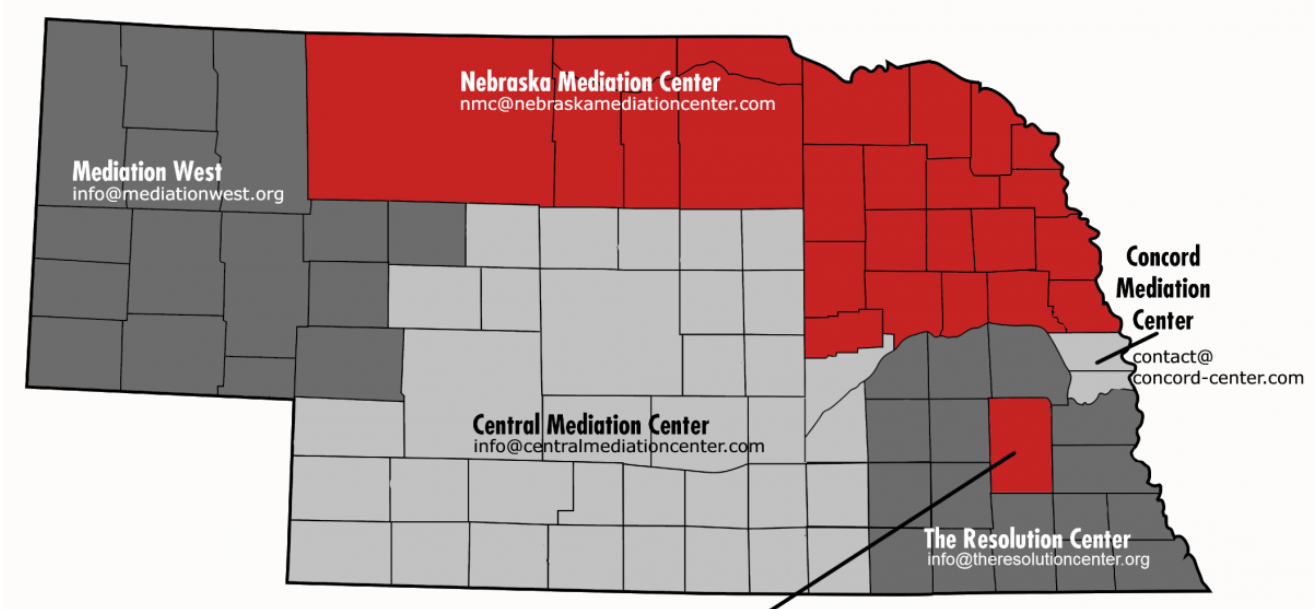 Nebraska Mediation Center
nmc@nebraskamediationcenter.com
Mediation West
info@mediationwest.org
Concord
Mediation
Center
contact@
concord-center.com
Central Mediation Center
info@centralmediationcenter.com
The Resolution Center
info@theresolutioncenter.org